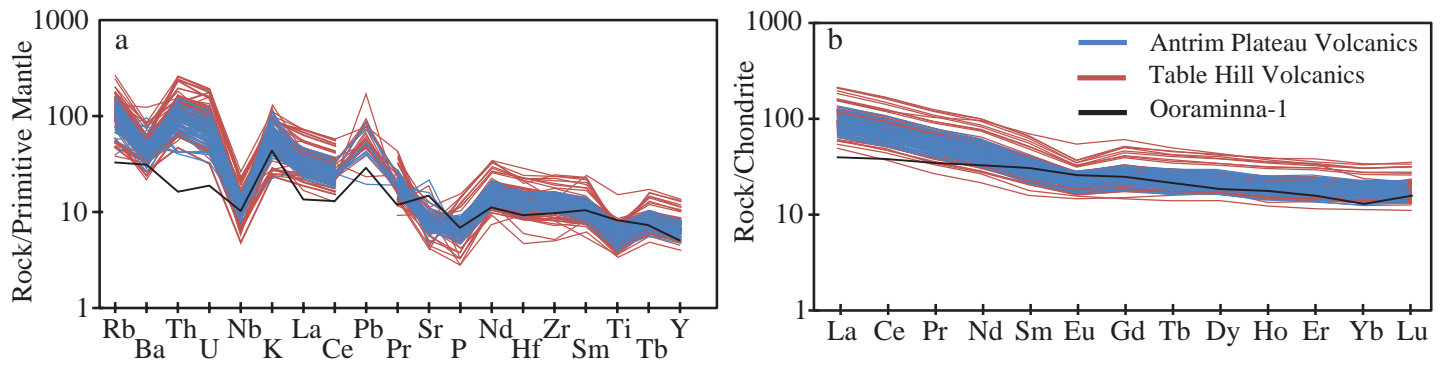 1000
100
10
1
Rock/Primitive Mantle
a
Rb Th Nb La Pb Sr Nd Zr Ti Y
Ba U K Ce Pr P Hf Sm Tb
1000
100
10
1
Rock/Chondrite
b
Antrim Plateau Volcanics
Table Hill Volcanics
Ooraminna-1
La Ce Pr Nd Sm Eu Gd Tb Dy Ho Er Yb Lu